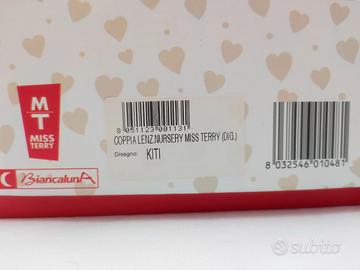 MT
MISS
TERRY
BiancalunA
8 051123 001131
COPPIA LENZ.NURSERY MISS TERRY (DIG.)
Disegno: KITI
8 032546 010481
subito